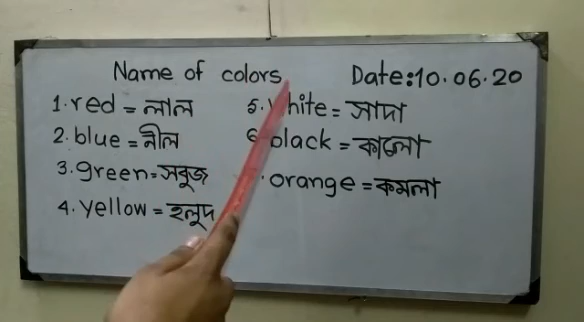 Name of colors
Date:10.06.20
1.red = লাল
2.blue = নীল
3.green=সবুজ
4.yellow = হলুদ
5.white = সাদা
6.black = কালো
orange = কমলা